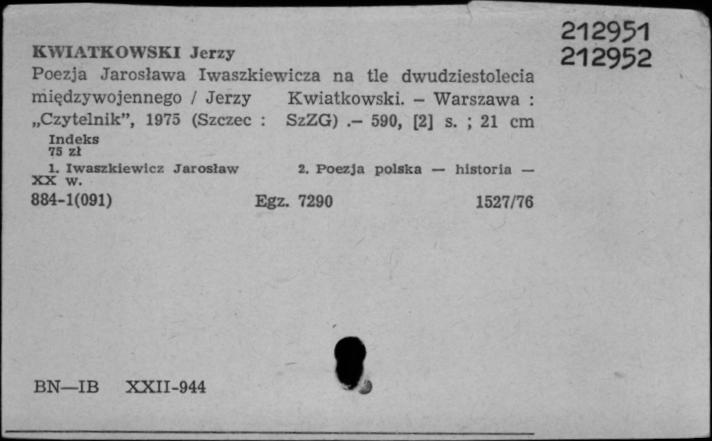 212951
212952
KWIATKOWSKI Jerzy
Poezja Jarosława Iwaszkiewicza na tle dwudziestolecia
międzywojennego / Jerzy Kwiatkowski. – Warszawa :
„Czytelnik”, 1975 (Szczec : SzZG) .– 590, [2] s. ; 21 cm
Indeks
75 zł
1. Iwaszkiewicz Jarosław 2. Poezja polska — historia —
XX w.
884-1(091) Egz. 7290 1527/76
BN—IB XXII-944